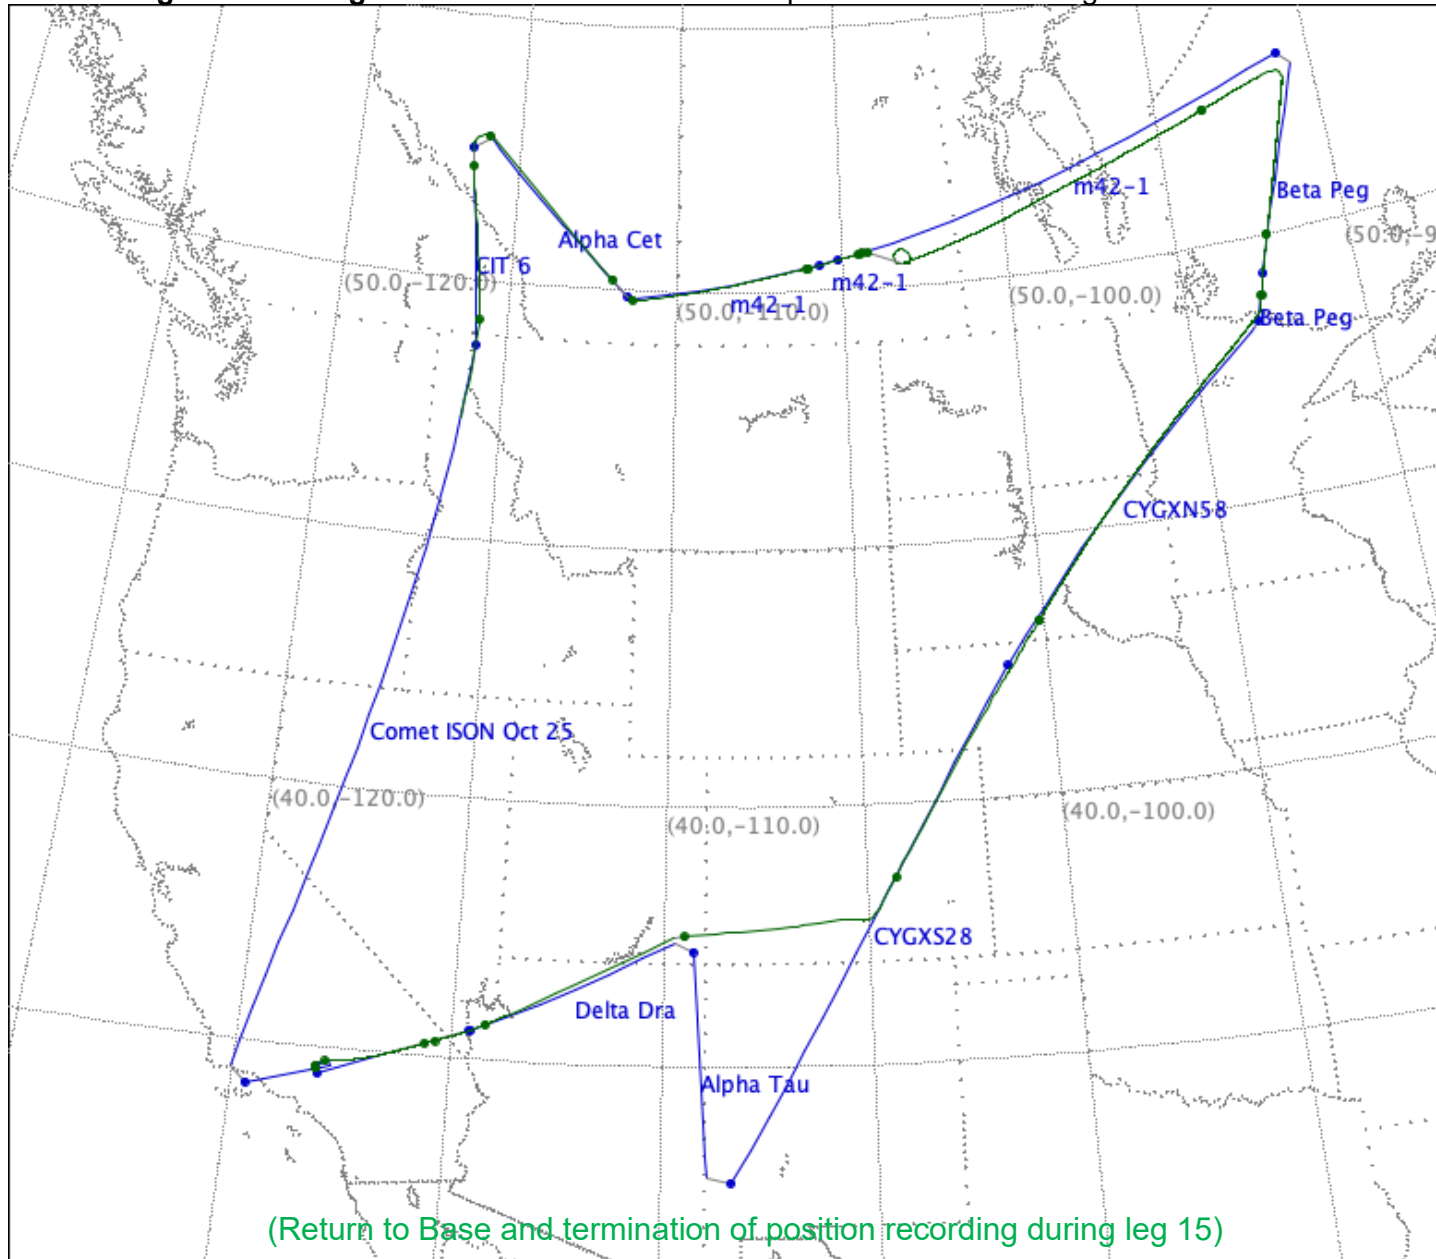 m42-1
Beta Peg
Alpha Cet
(50.0,-9
CIT 6
(50.0,-120.0)
m42-1
(50.0,-100.0)
m42-1
(50.0,-110.0)
Beta Peg
CYGXN58
Comet ISON Oct 25
(40.0,-120.0)
(40.0,-110.0)
(40.0,-100.0)
CYGXS28
Delta Dra
Alpha Tau
(Return to Base and termination of position recording during leg 15)